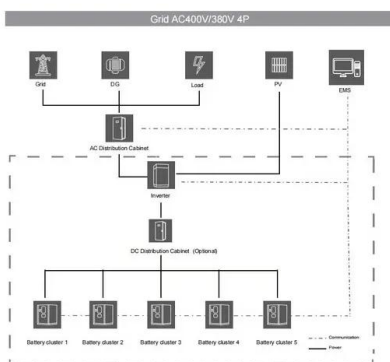 Grid AC400V/380V 4P
Grid
DG
Load
PV
EMS
AC Distribution Cabinet
Inverter
DC Distribution Cabinet (Optional)
Battery cluster 1
Battery cluster 2
Battery cluster 3
Battery cluster 4
Battery cluster 5
Communication
Power